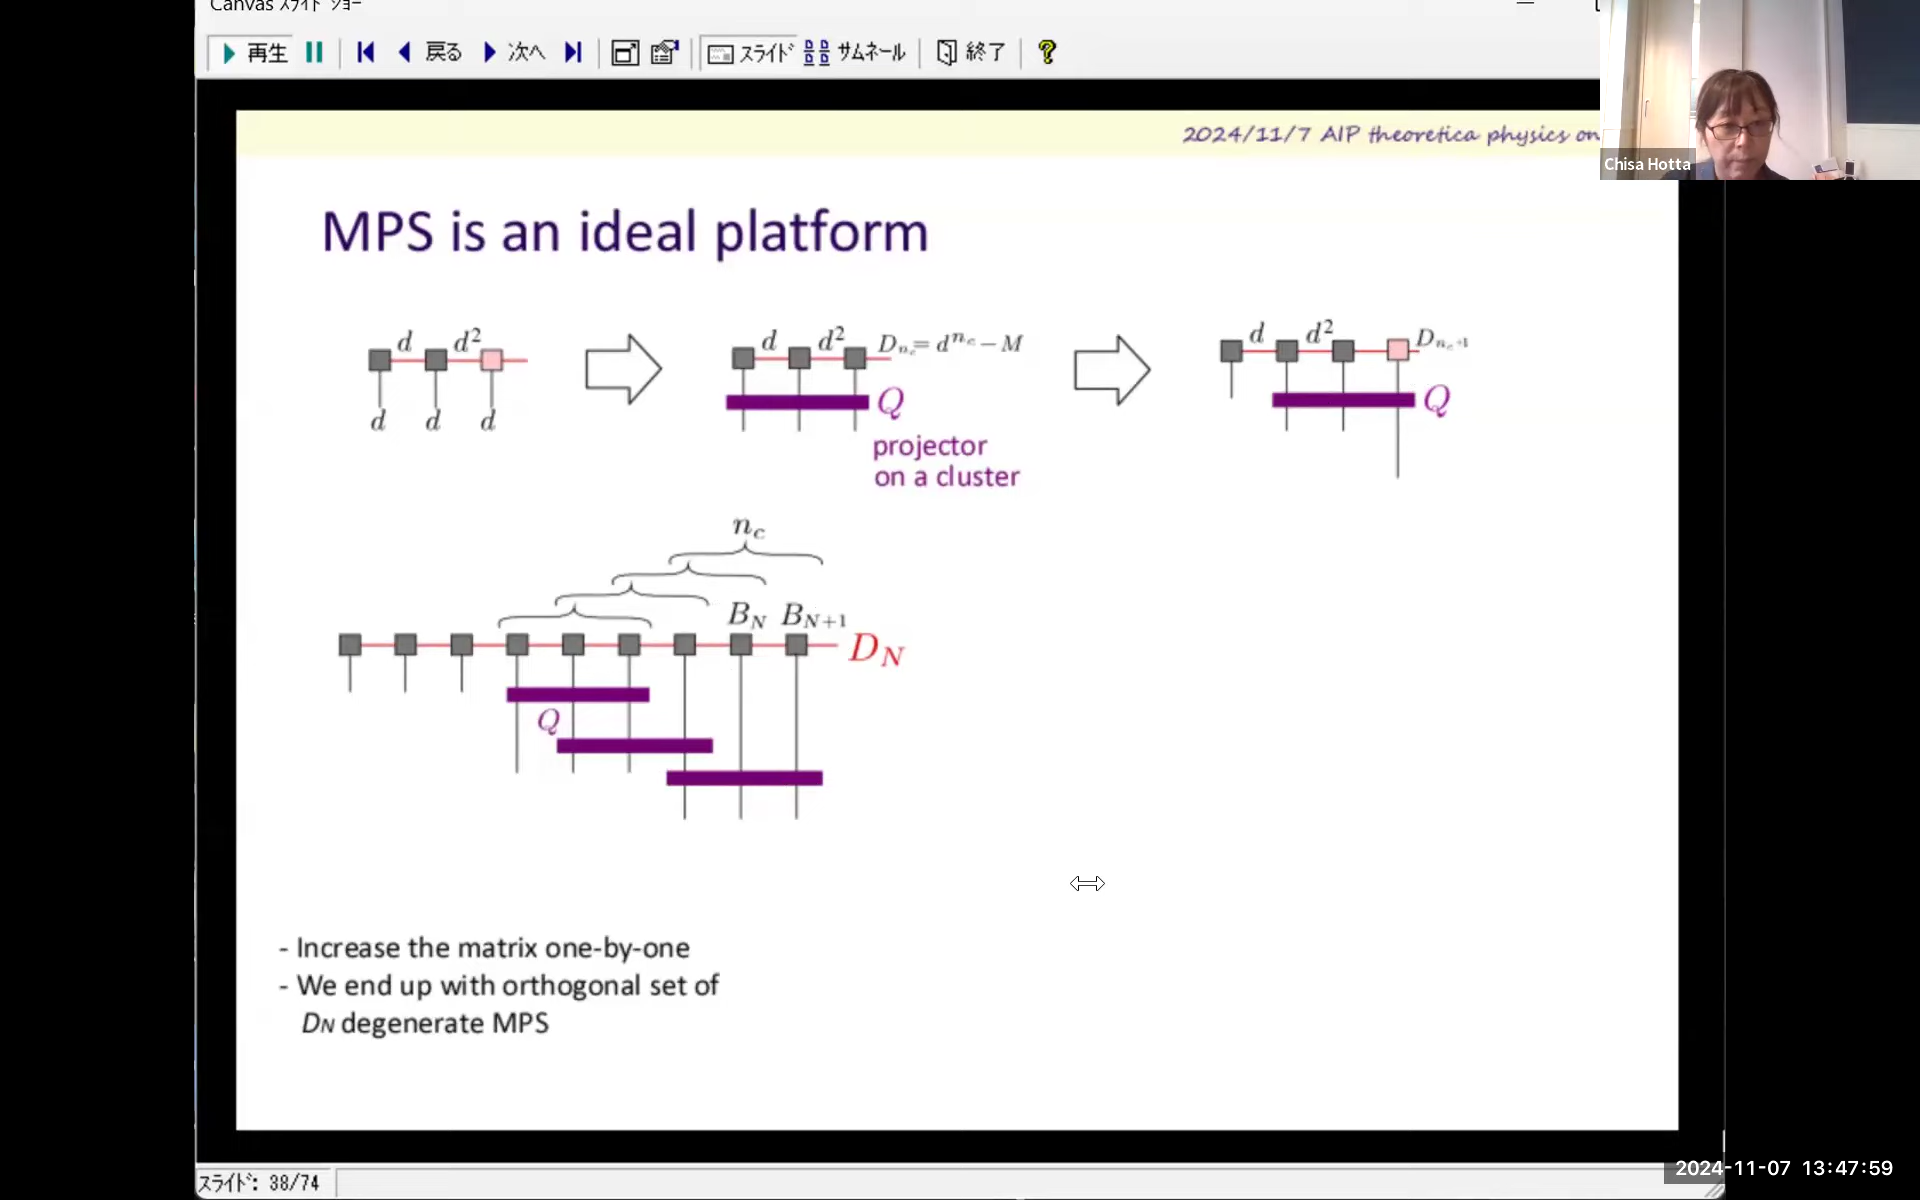 Canvas スライド ショー
再生 戻る 次へ スライド サムネール 終了 ?
2024/11/7 AIP theoretica physics on
Chisa Hotta
MPS is an ideal platform
d d²
d d d
d d² D_{n_c} = d^{n_c} − M
Q
projector
on a cluster
d d² D_{n_c+1}
Q
n_c
B_N B_{N+1}
D_N
Q
- Increase the matrix one-by-one
- We end up with orthogonal set of
D_N degenerate MPS
スライド: 38/74
2024-11-07 13:47:59